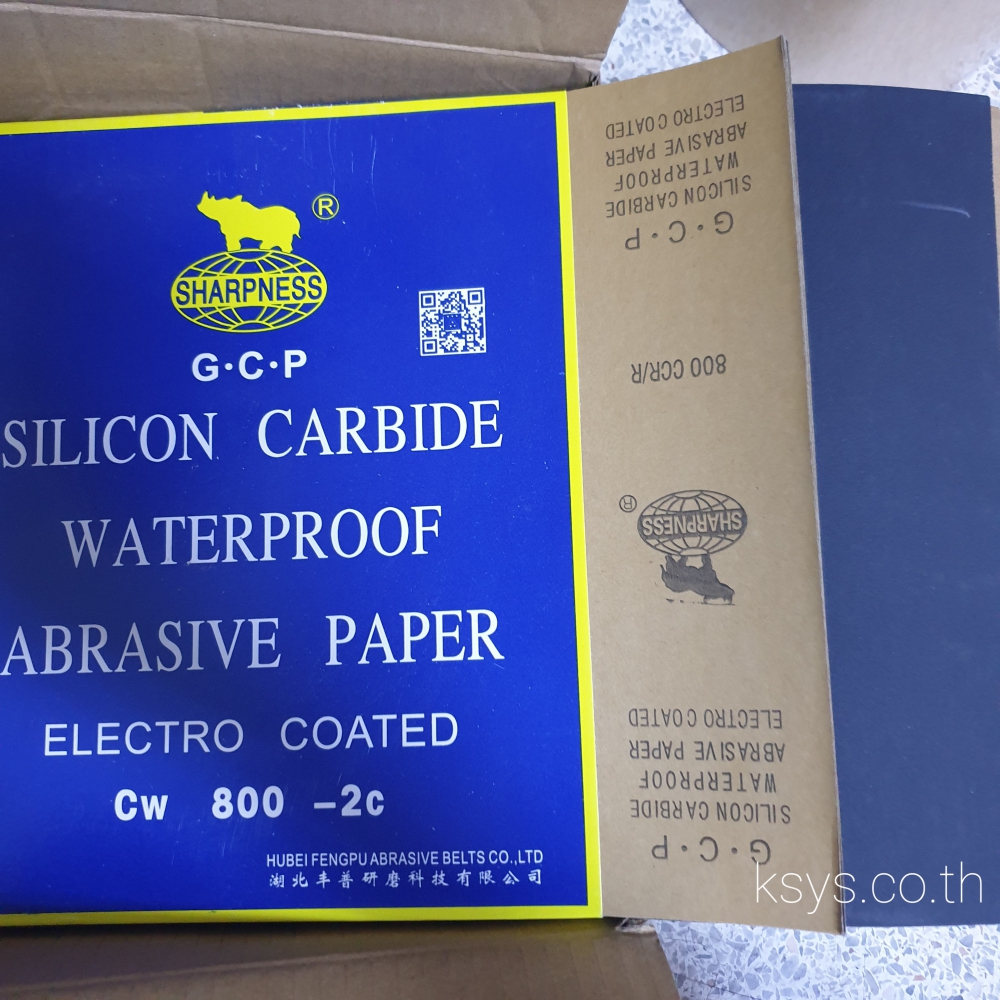 ®
SHARPNESS
G·C·P
SILICON CARBIDE
WATERPROOF
ABRASIVE PAPER
ELECTRO COATED
Cw 800 -2c
HUBEI FENGPU ABRASIVE BELTS CO.,LTD
湖北丰普研磨科技有限公司
G·C·P
SILICON CARBIDE
WATERPROOF
ABRASIVE PAPER
ELECTRO COATED
800 CCR/R
SHARPNESS
®
G·C·P
SILICON CARBIDE
WATERPROOF
ABRASIVE PAPER
ELECTRO COATED
ksys.co.th